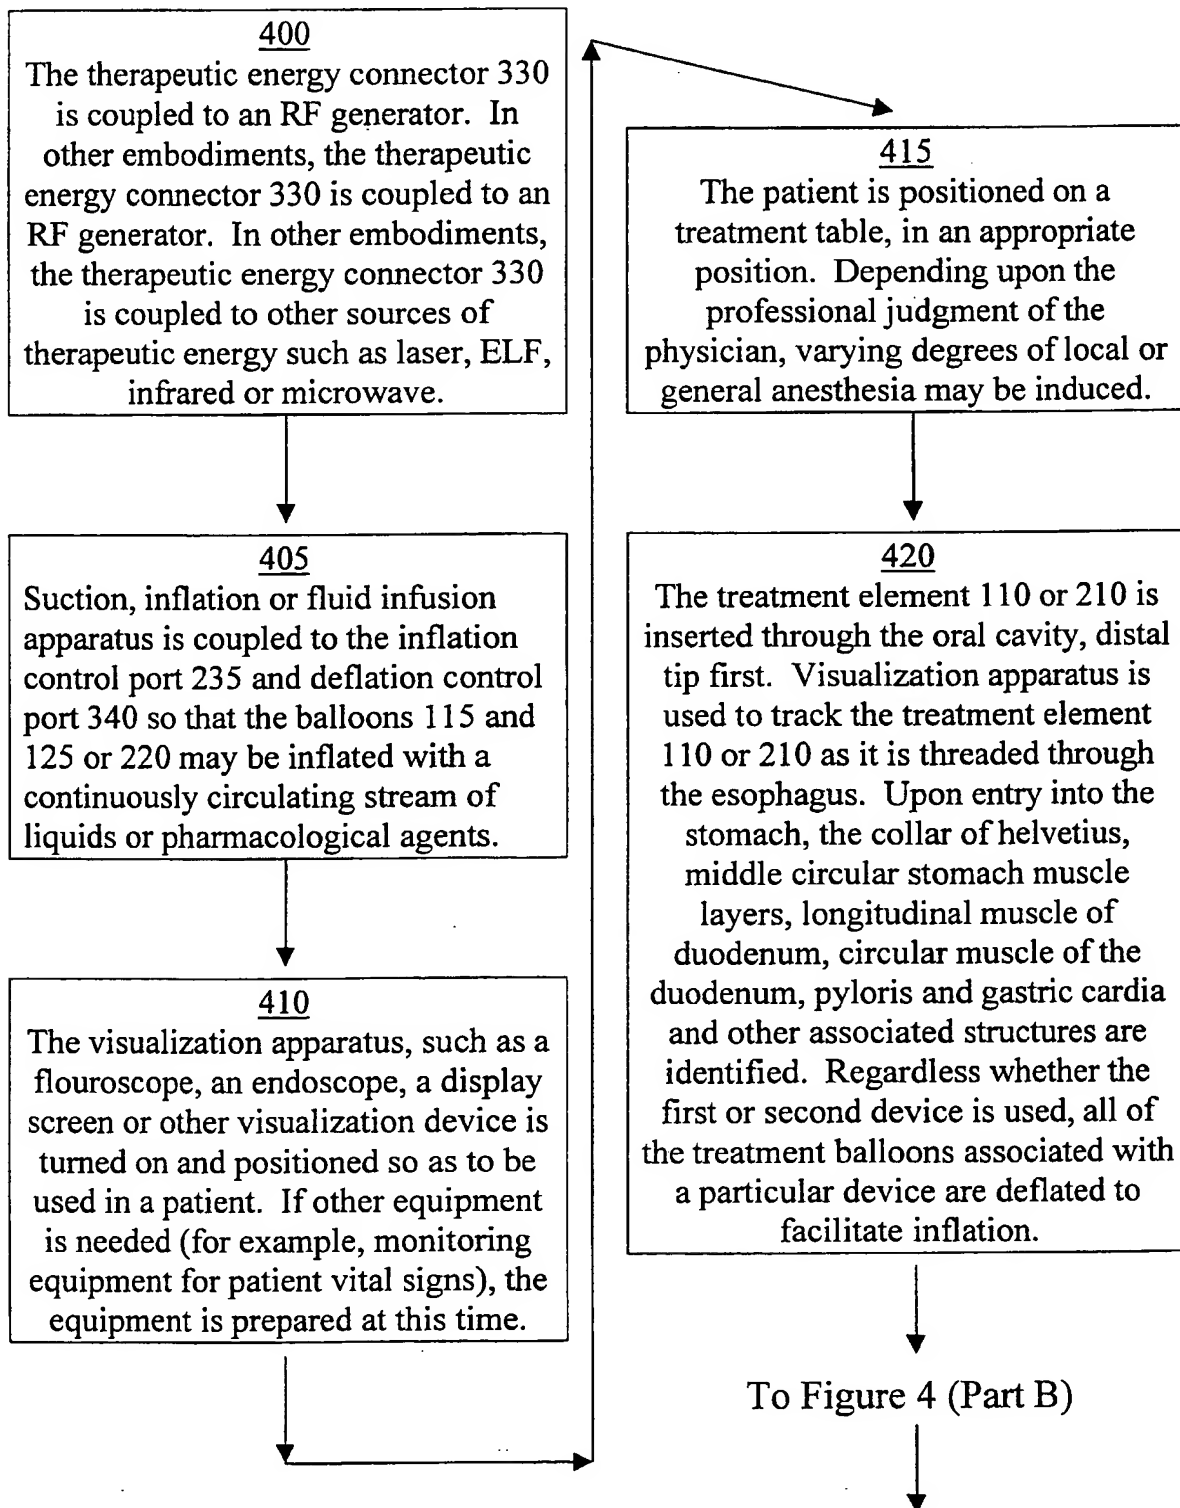 400
The therapeutic energy connector 330
is coupled to an RF generator. In
other embodiments, the therapeutic
energy connector 330 is coupled to an
RF generator. In other embodiments,
the therapeutic energy connector 330
is coupled to other sources of
therapeutic energy such as laser, ELF,
infrared or microwave.
405
Suction, inflation or fluid infusion
apparatus is coupled to the inflation
control port 235 and deflation control
port 340 so that the balloons 115 and
125 or 220 may be inflated with a
continuously circulating stream of
liquids or pharmacological agents.
410
The visualization apparatus, such as a
flouroscope, an endoscope, a display
screen or other visualization device is
turned on and positioned so as to be
used in a patient. If other equipment
is needed (for example, monitoring
equipment for patient vital signs), the
equipment is prepared at this time.
415
The patient is positioned on a
treatment table, in an appropriate
position. Depending upon the
professional judgment of the
physician, varying degrees of local or
general anesthesia may be induced.
420
The treatment element 110 or 210 is
inserted through the oral cavity, distal
tip first. Visualization apparatus is
used to track the treatment element
110 or 210 as it is threaded through
the esophagus. Upon entry into the
stomach, the collar of helvetius,
middle circular stomach muscle
layers, longitudinal muscle of
duodenum, circular muscle of the
duodenum, pyloris and gastric cardia
and other associated structures are
identified. Regardless whether the
first or second device is used, all of
the treatment balloons associated with
a particular device are deflated to
facilitate inflation.
To Figure 4 (Part B)